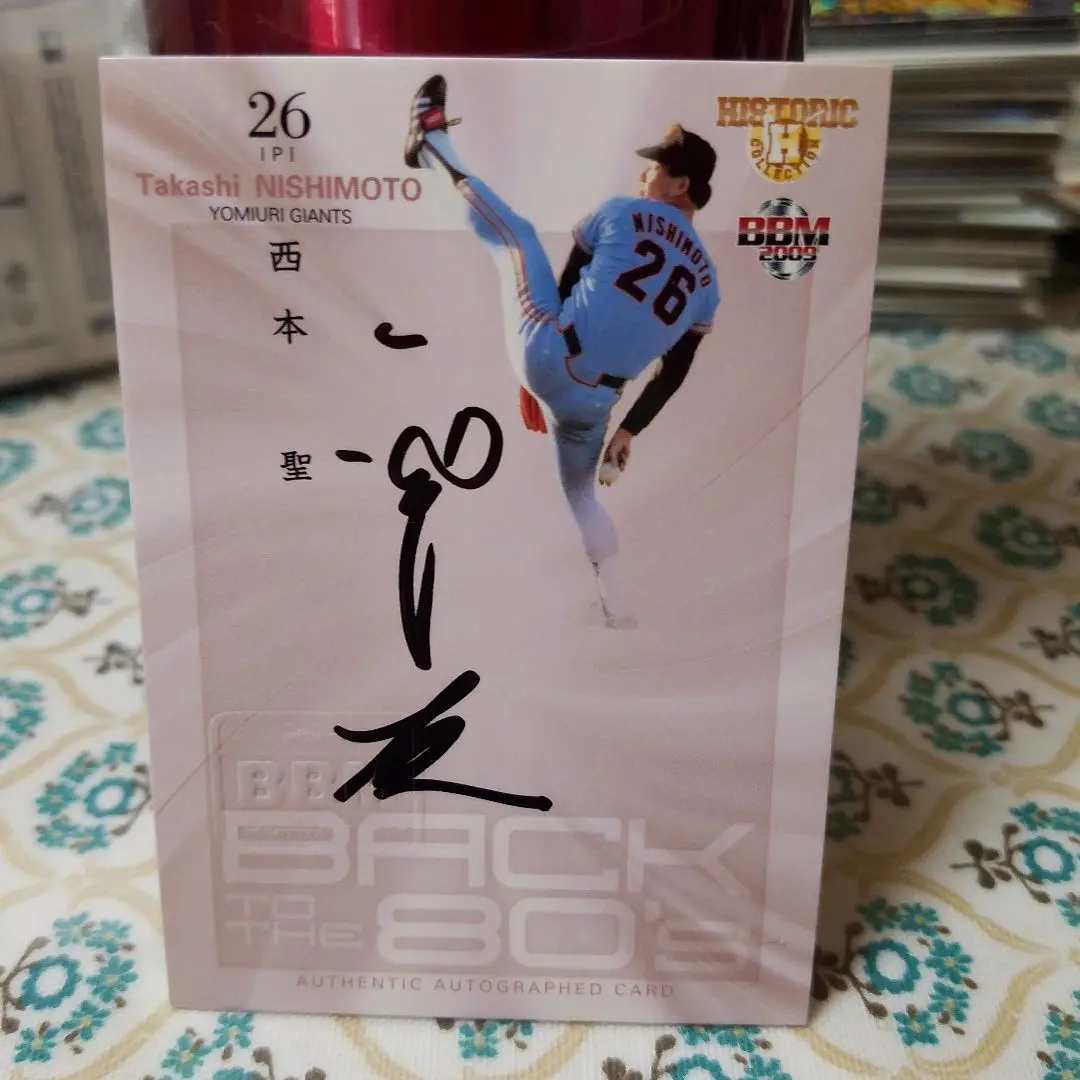 26
[P]
Takashi NISHIMOTO
YOMIURI GIANTS
西本 聖
HISTORIC
H
COLLECTION
BBM
2009
NISHIMOTO
26
BBM
BACK
TO THE 80's
AUTHENTIC AUTOGRAPHED CARD